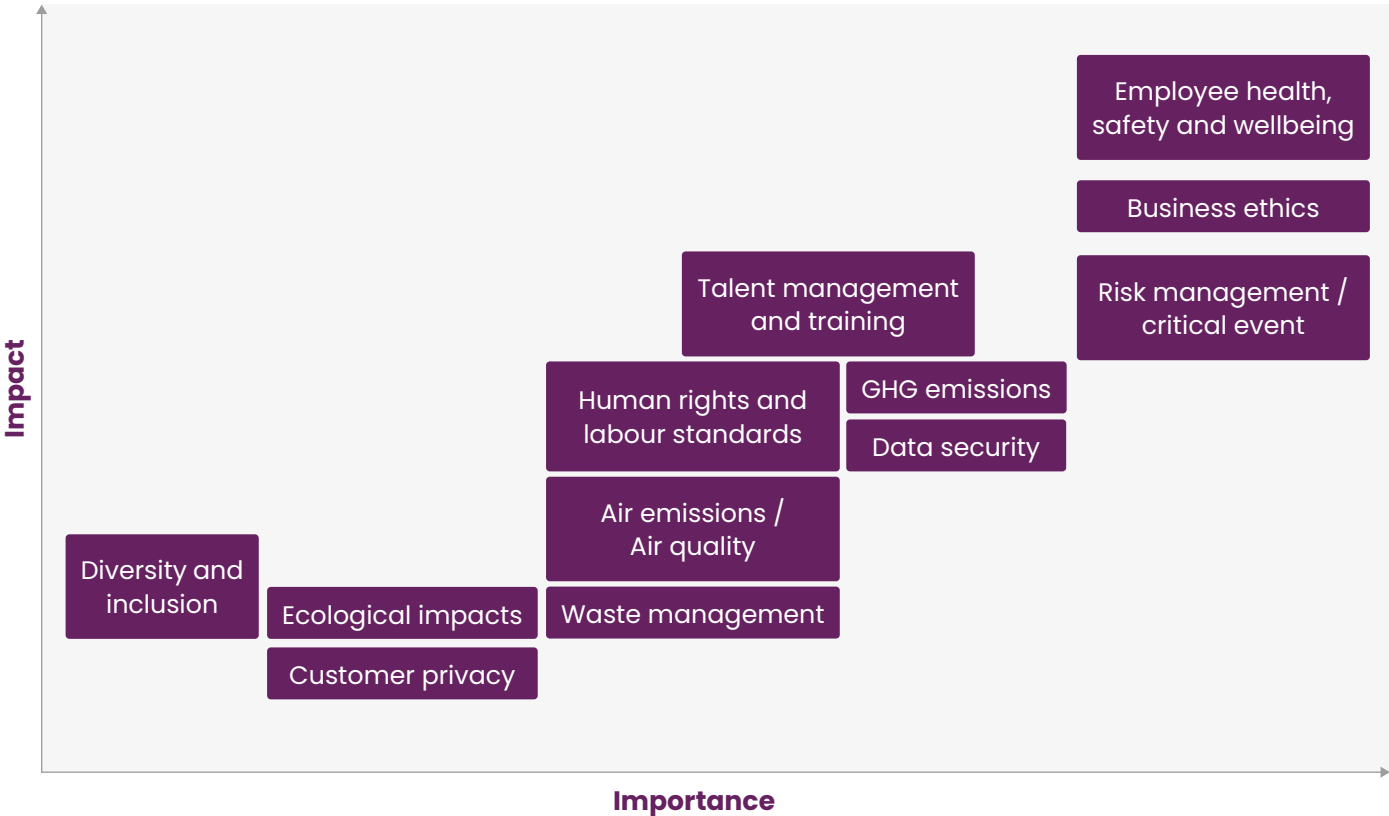 Impact
Employee health,
safety and wellbeing
Business ethics
Talent management
and training
Risk management /
critical event
Human rights and
labour standards
GHG emissions
Data security
Air emissions /
Air quality
Diversity and
inclusion
Ecological impacts
Waste management
Customer privacy
Importance